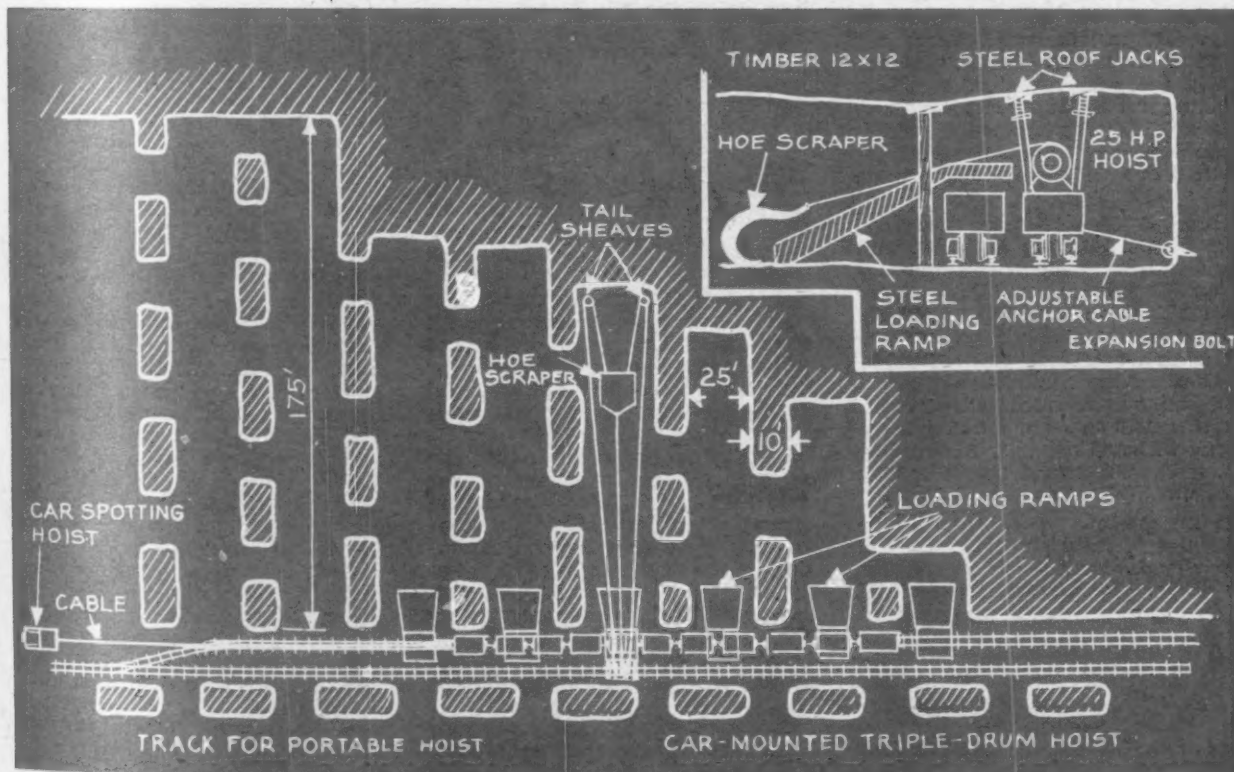 TIMBER 12 X 12
STEEL ROOF JACKS
HOE SCRAPER
25 H.P.
HOIST
STEEL
LOADING
RAMP
ADJUSTABLE
ANCHOR CABLE
EXPANSION BOLT
TAIL
SHEAVES
HOE
SCRAPER
175'
25'
10'
LOADING RAMPS
CAR SPOTTING
HOIST
CABLE
TRACK FOR PORTABLE HOIST
CAR-MOUNTED TRIPLE-DRUM HOIST